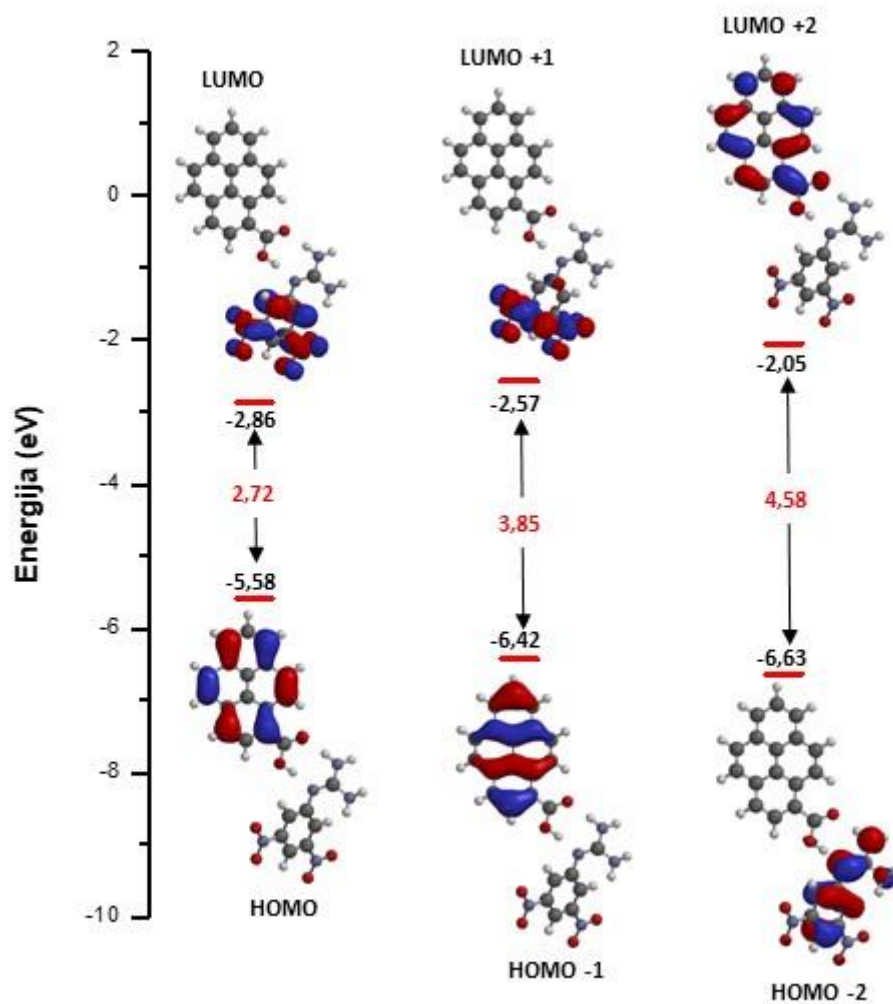 Energija (eV)
2
0
-2
-4
-6
-8
-10
LUMO
-2,86
2,72
-5,58
HOMO
LUMO +1
-2,57
3,85
-6,42
HOMO -1
LUMO +2
-2,05
4,58
-6,63
HOMO -2